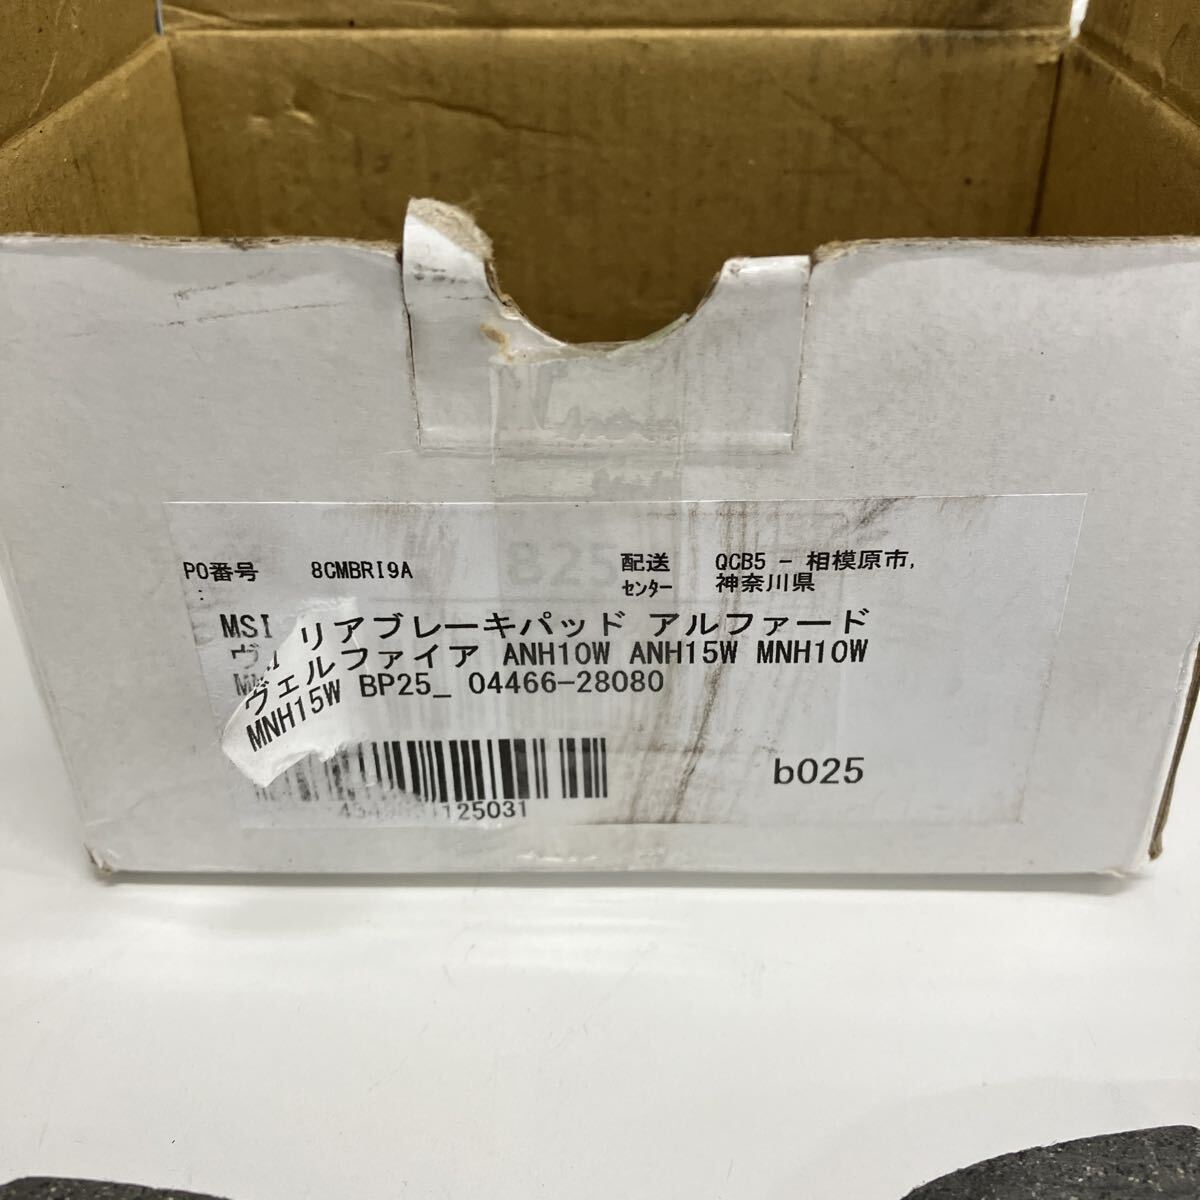 PO番号 8CMBRI9A 配送 QCB5 - 相模原市,
: センター 神奈川県
825
MSI リアブレーキパッド アルファード
ヴェルファイア ANH10W ANH15W MNH10W
MNH15W BP25_ 04466-28080
b025
125031